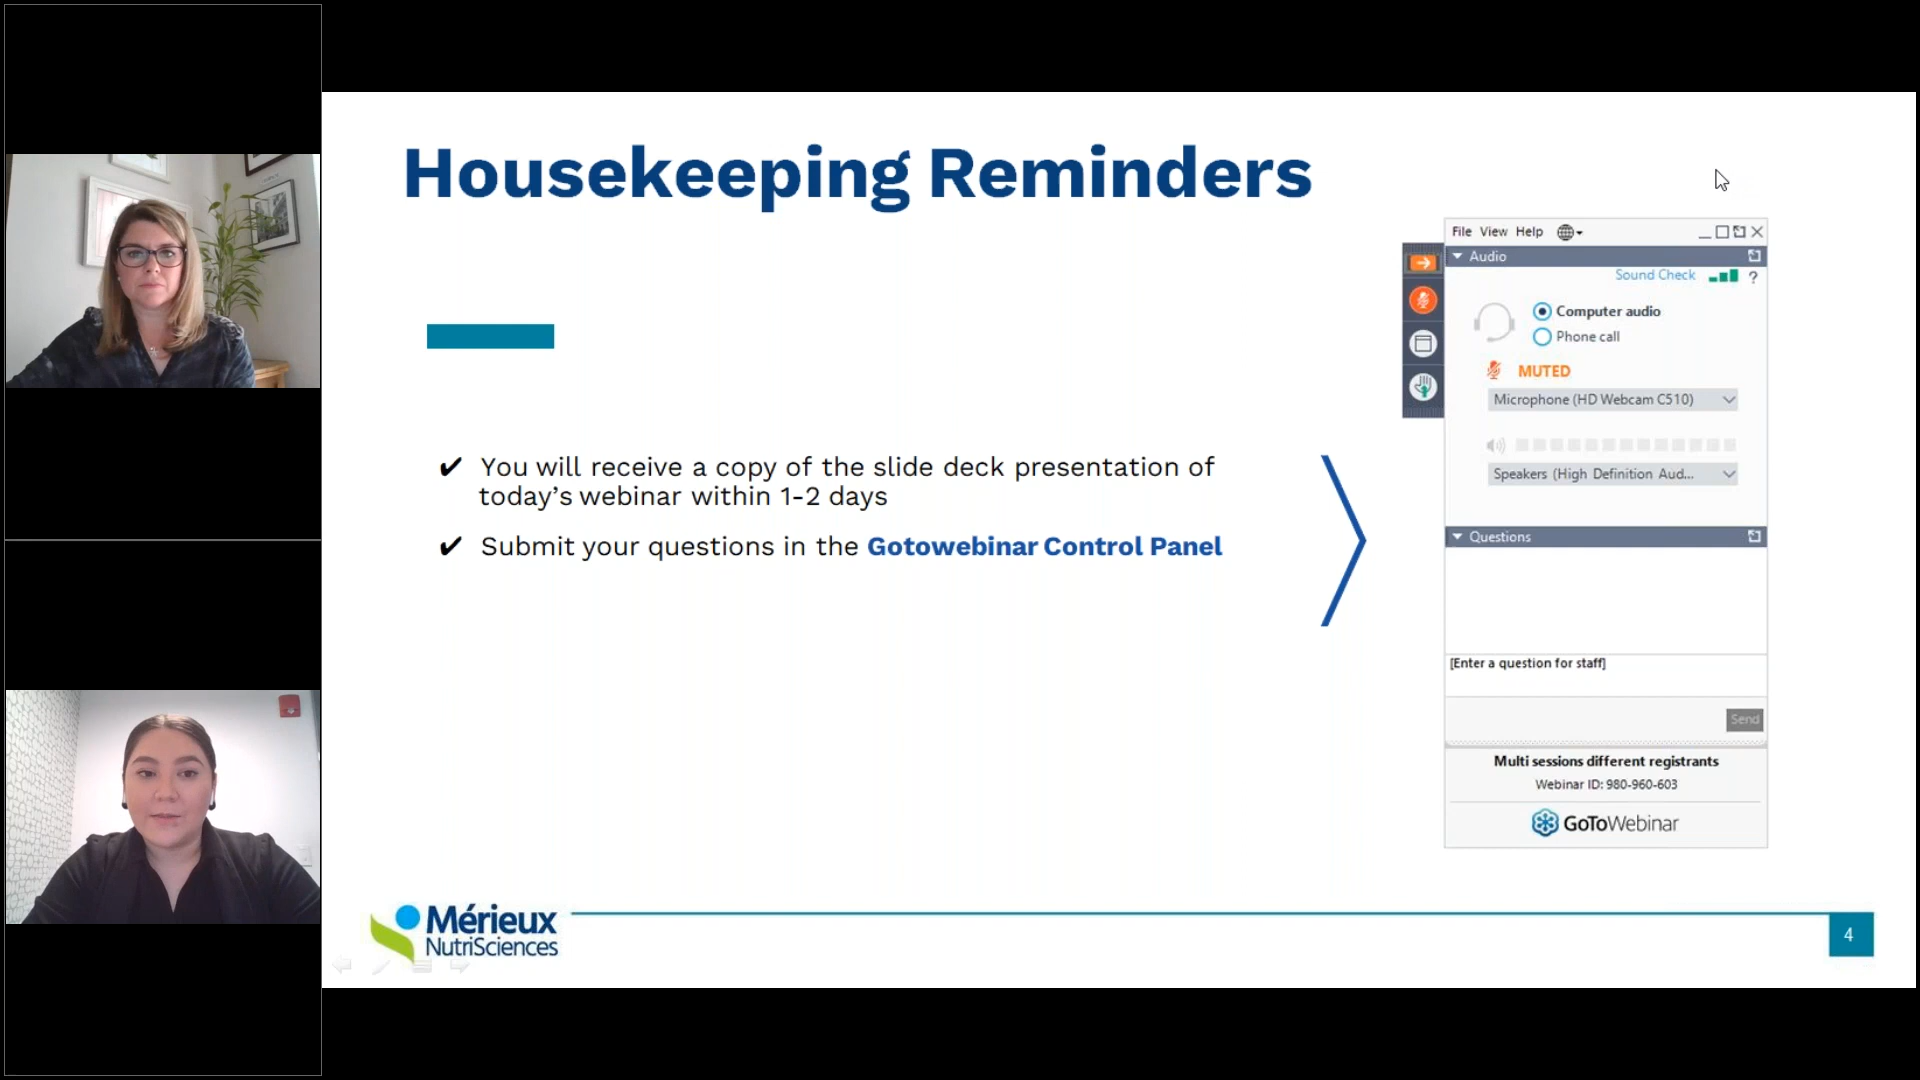 Housekeeping Reminders
✔ You will receive a copy of the slide deck presentation of
today’s webinar within 1-2 days
✔ Submit your questions in the Gotowebinar Control Panel
File View Help
Audio
Sound Check ?
Computer audio
Phone call
MUTED
Microphone (HD Webcam C510)
Speakers (High Definition Aud...
Questions
[Enter a question for staff]
Send
Multi sessions different registrants
Webinar ID: 980-960-603
GoToWebinar
Mérieux
NutriSciences
4